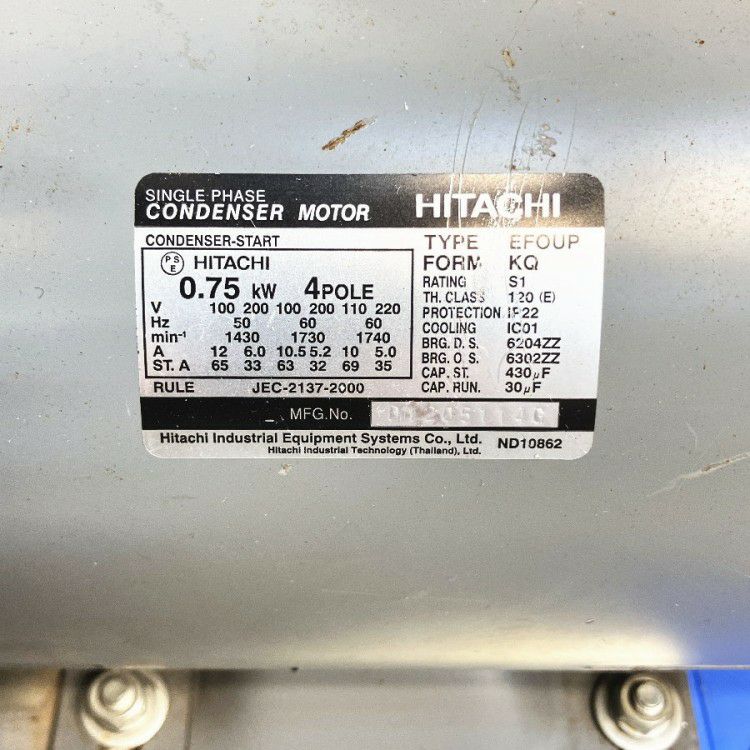 SINGLE PHASE
CONDENSER MOTOR HITACHI
CONDENSER-START
PS
E HITACHI
0.75 kW 4POLE
V 100 200 100 200 110 220
Hz 50 60 60
min-1 1430 1730 1740
A 12 6.0 10.5 5.2 10 5.0
ST. A 65 33 63 32 69 35
RULE JEC-2137-2000
TYPE EFOUP
FORM KQ
RATING S1
TH. CLASS 120 (E)
PROTECTION IP22
COOLING IC01
BRG. D. S. 6204ZZ
BRG. O. S. 6302ZZ
CAP. ST. 430μF
CAP. RUN. 30μF
MFG.No.
Hitachi Industrial Equipment Systems Co., Ltd. ND10862
Hitachi Industrial Technology (Thailand), Ltd.